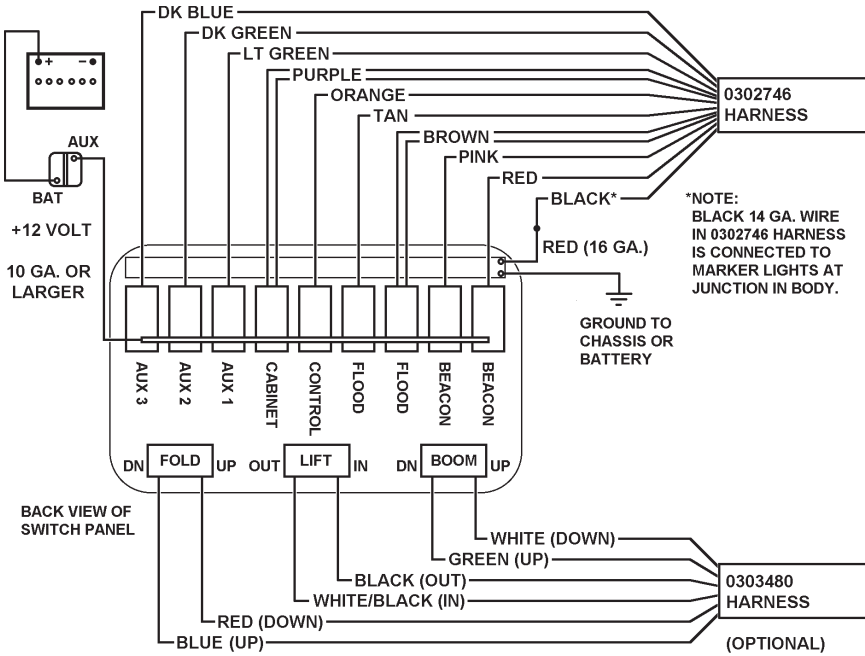 DK BLUE
DK GREEN
LT GREEN
PURPLE
ORANGE
TAN
BROWN
PINK
RED
BLACK*
RED (16 GA.)
0302746
HARNESS
*NOTE:
BLACK 14 GA. WIRE
IN 0302746 HARNESS
IS CONNECTED TO
MARKER LIGHTS AT
JUNCTION IN BODY.
+ -
AUX
BAT
+12 VOLT
10 GA. OR
LARGER
GROUND TO
CHASSIS OR
BATTERY
AUX 3
AUX 2
AUX 1
CABINET
CONTROL
FLOOD
FLOOD
BEACON
BEACON
DN FOLD UP
OUT LIFT IN
DN BOOM UP
BACK VIEW OF
SWITCH PANEL
WHITE (DOWN)
GREEN (UP)
BLACK (OUT)
WHITE/BLACK (IN)
RED (DOWN)
BLUE (UP)
0303480
HARNESS
(OPTIONAL)